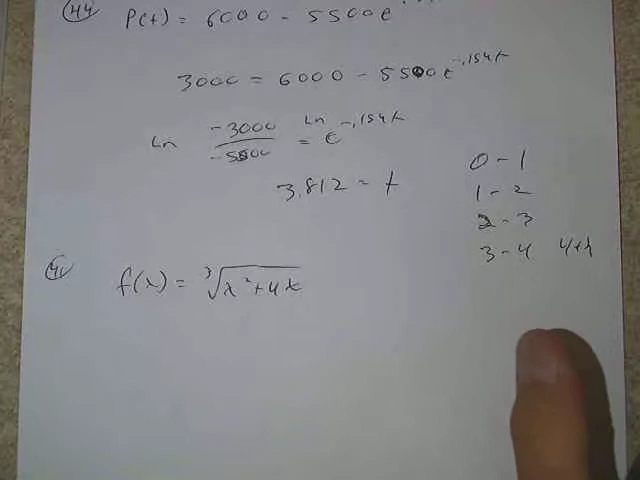 44 P(t) = 6000 - 5500e
3000 = 6000 - 5500e^-.154t
Ln -3000/-5500 = Ln e^-.154t
3.812 = t
0-1
1-2
2-3
3-4 4th
f(x) = ∛(x²+4x)